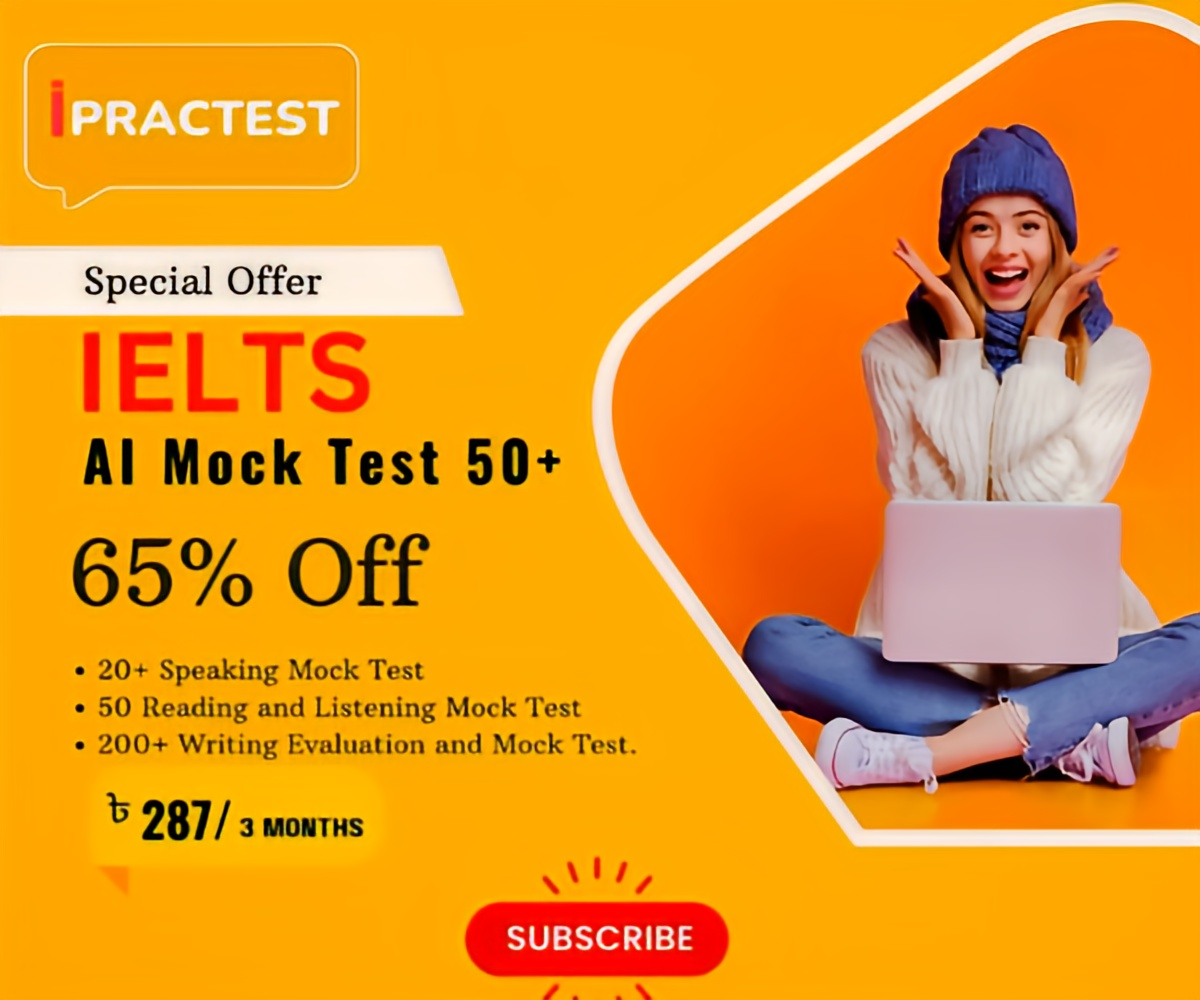 iPRACTEST
Special Offer
IELTS
AI Mock Test 50+
65% Off
• 20+ Speaking Mock Test
• 50 Reading and Listening Mock Test
• 200+ Writing Evaluation and Mock Test.
৳ 287/ 3 MONTHS
SUBSCRIBE